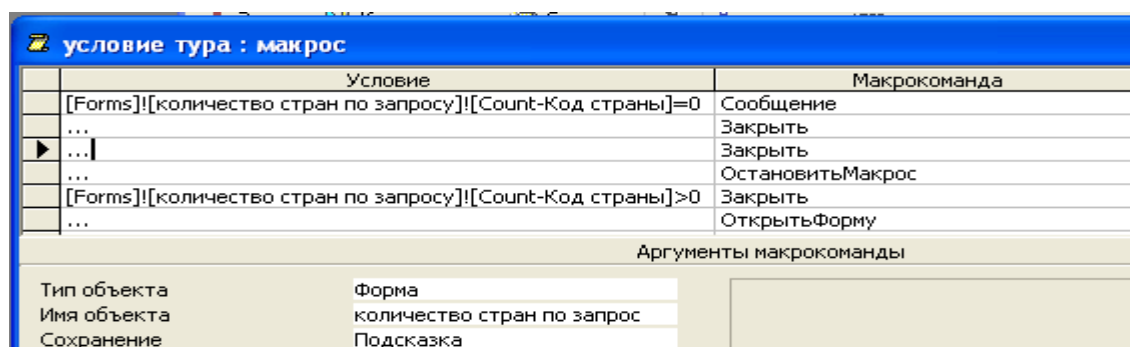 условие тура : макрос
Условие Макрокоманда
[Forms]![количество стран по запросу]![Count-Код страны]=0 Сообщение
... Закрыть
... Закрыть
... ОстановитьМакрос
[Forms]![количество стран по запросу]![Count-Код страны]>0 Закрыть
... ОткрытьФорму
Аргументы макрокоманды
Тип объекта Форма
Имя объекта количество стран по запрос
Сохранение Подсказка